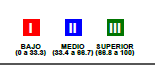 I II III
BAJO MEDIO SUPERIOR
(0 a 33.3) (33.4 a 66.7) (66.8 a 100)